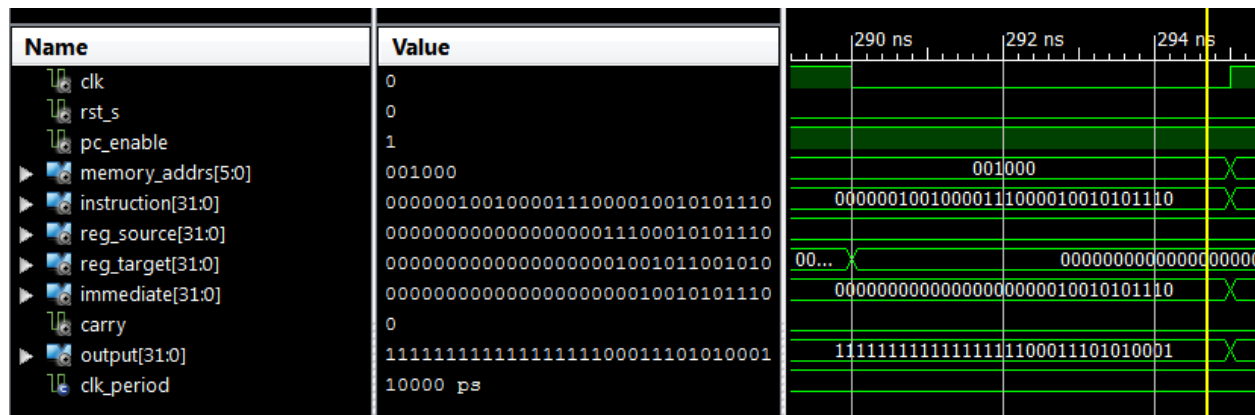 Name Value 290 ns 292 ns 294 ns
clk 0
rst_s 0
pc_enable 1
memory_addrs[5:0] 001000 001000
instruction[31:0] 00000010010000111000010010101110 00000010010000111000010010101110
reg_source[31:0] 00000000000000000011100010101110
reg_target[31:0] 00000000000000000001001011001010 00... 000000000000000000
immediate[31:0] 00000000000000000000010010101110 00000000000000000000010010101110
carry 0
output[31:0] 11111111111111111100011101010001 11111111111111111100011101010001
clk_period 10000 ps